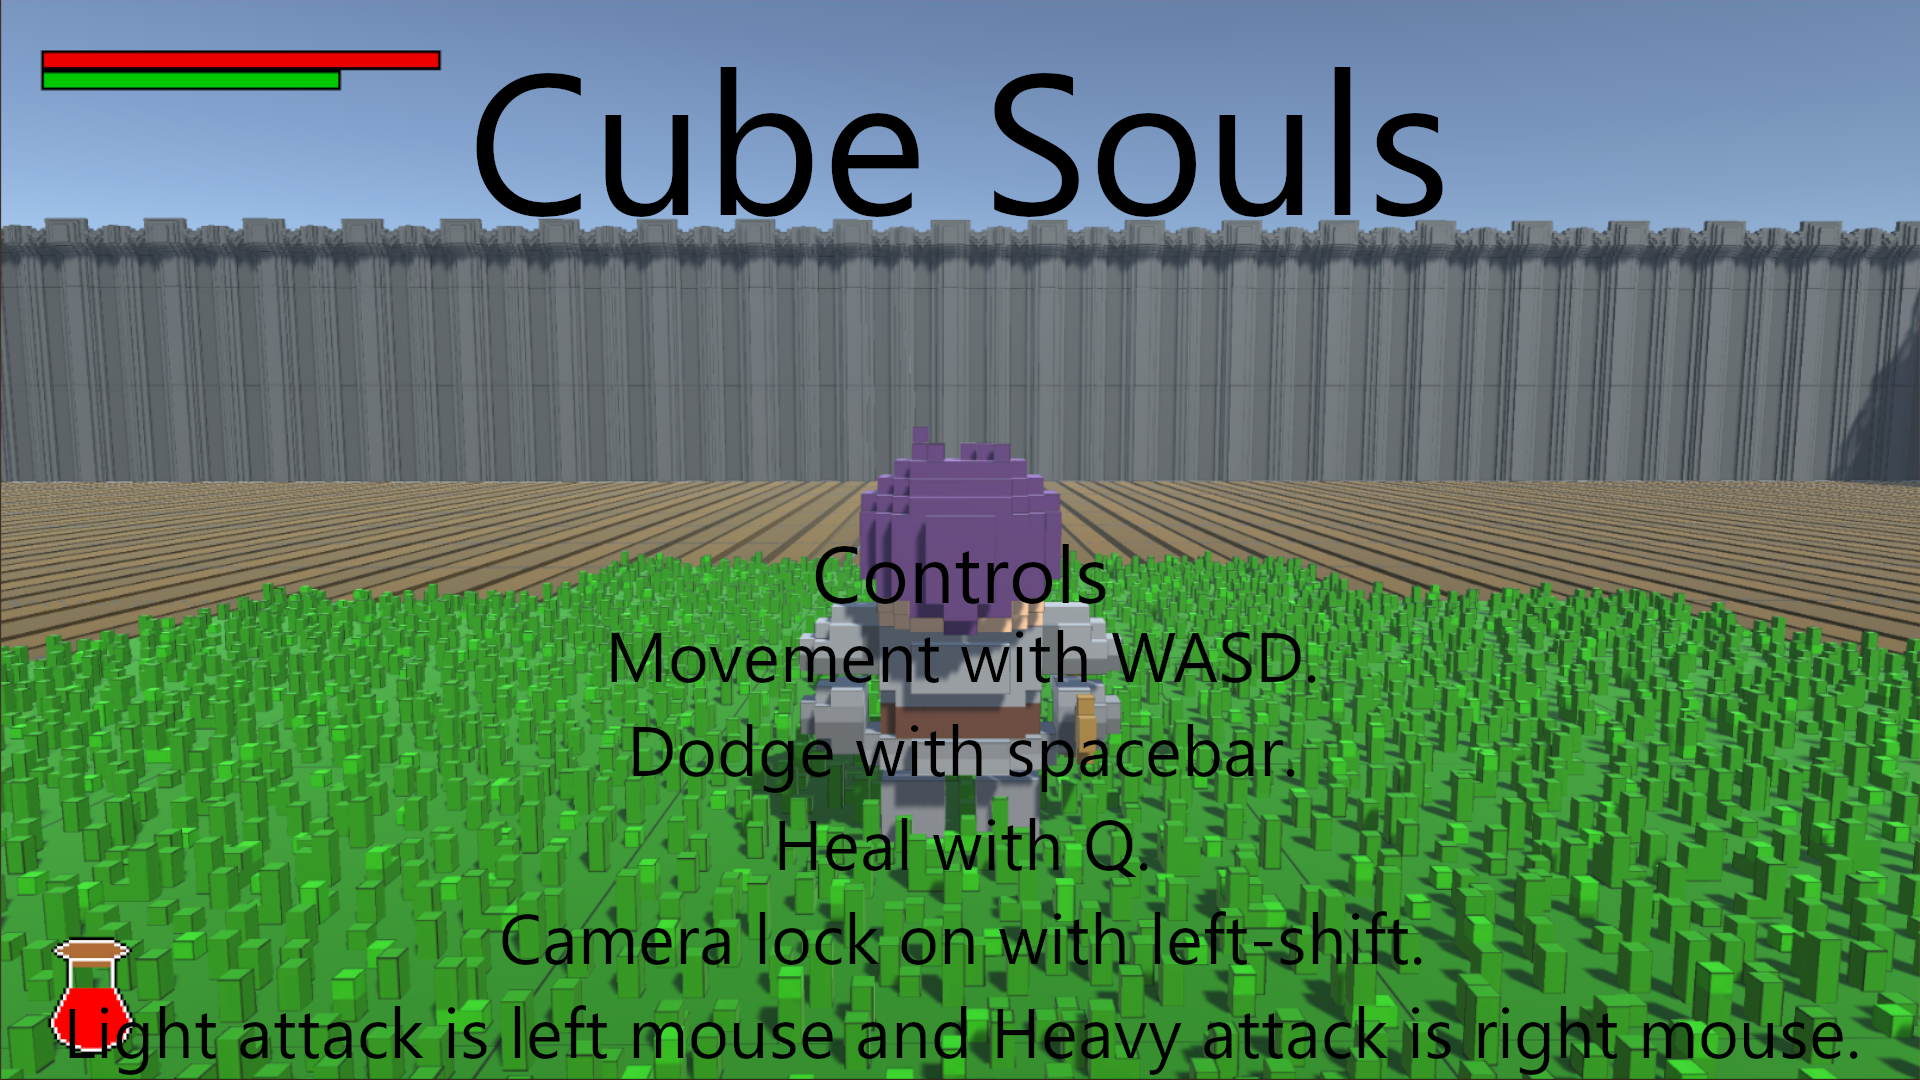 Cube Souls
Controls
Movement with WASD.
Dodge with spacebar.
Heal with Q.
Camera lock on with left-shift.
Light attack is left mouse and Heavy attack is right mouse.